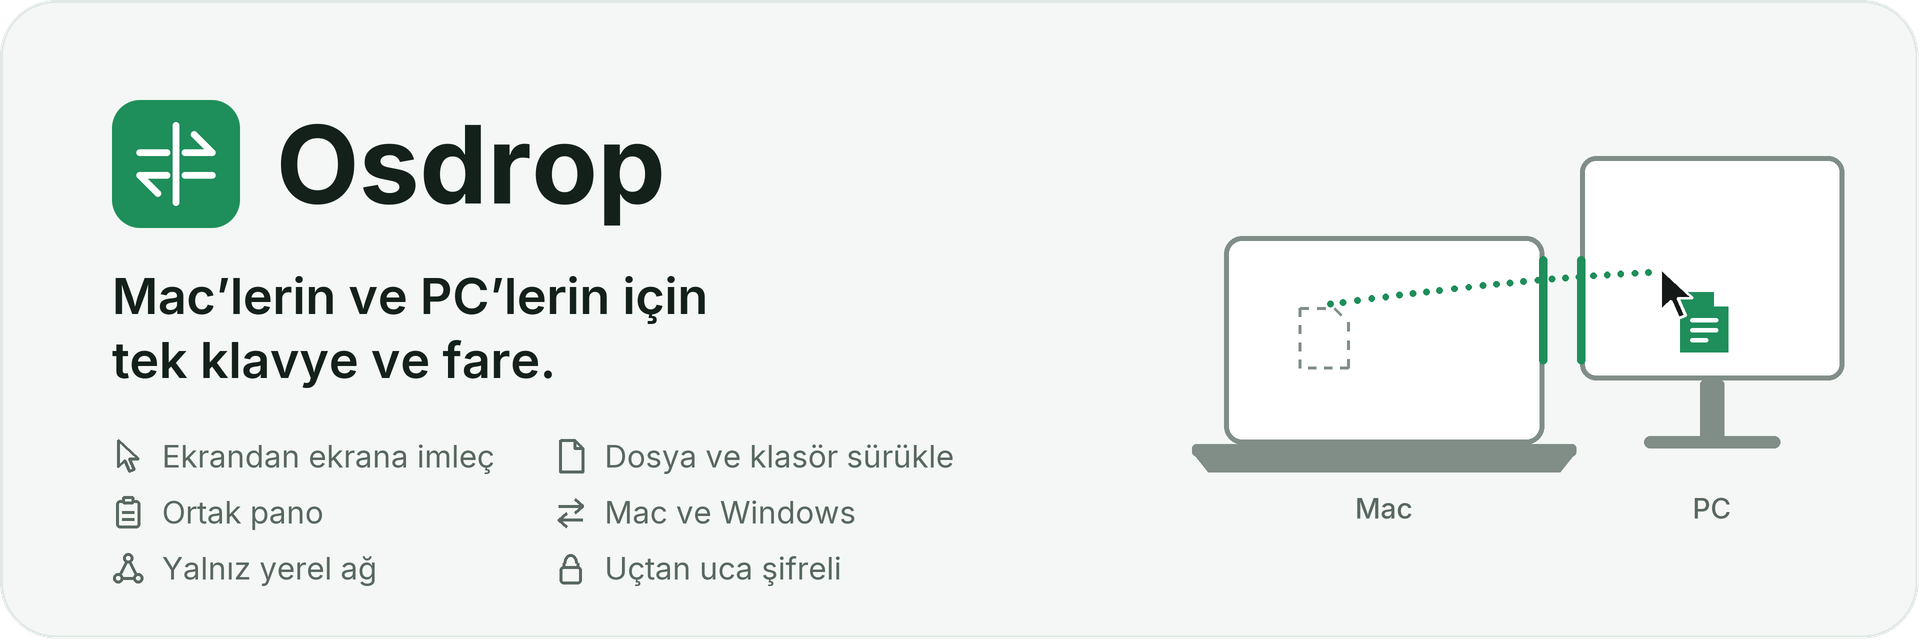 Osdrop
Mac’lerin ve PC’lerin için
tek klavye ve fare.
Ekrandan ekrana imleç
Dosya ve klasör sürükle
Ortak pano
Mac ve Windows
Yalnız yerel ağ
Uçtan uca şifreli
Mac
PC